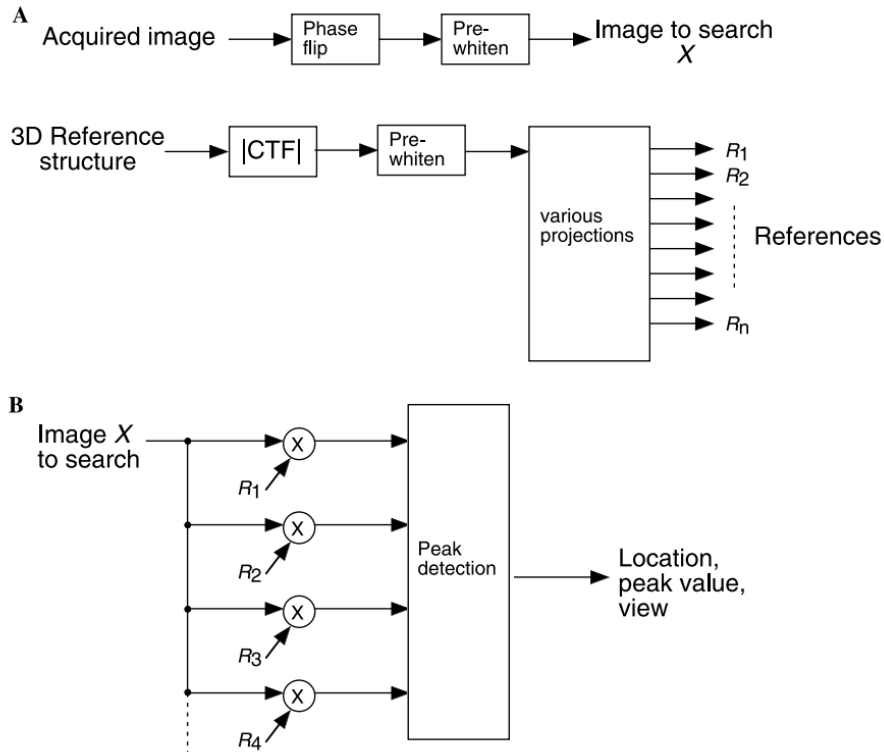 A
Acquired image
Phase
flip
Pre-
whiten
Image to search
X
3D Reference
structure
|CTF|
Pre-
whiten
various
projections
R1
R2
References
Rn
B
Image X
to search
X
R1
X
R2
X
R3
X
R4
Peak
detection
Location,
peak value,
view